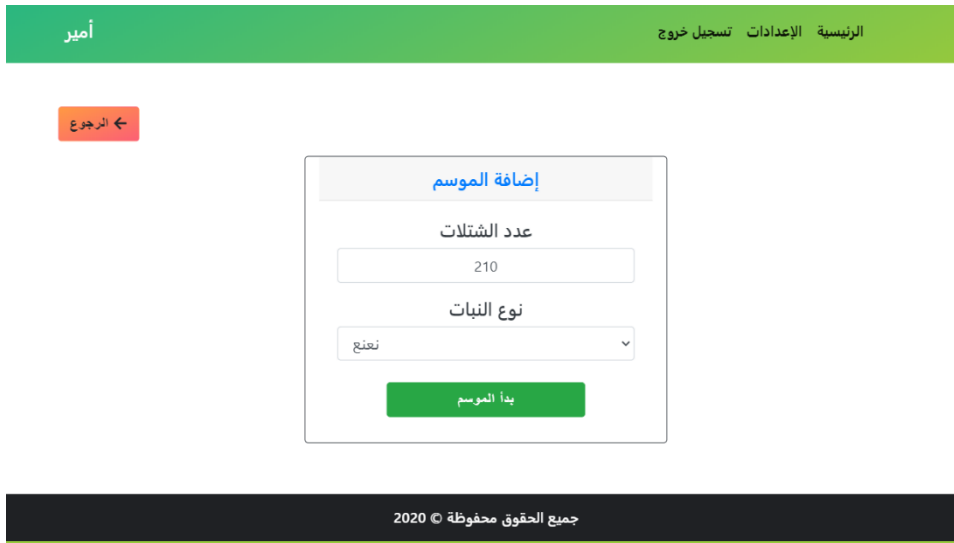 الرئيسية الإعدادات تسجيل خروج أمير
الرجوع
إضافة الموسم
عدد الشتلات
210
نوع النبات
نعنع
بدأ الموسم
جميع الحقوق محفوظة © 2020